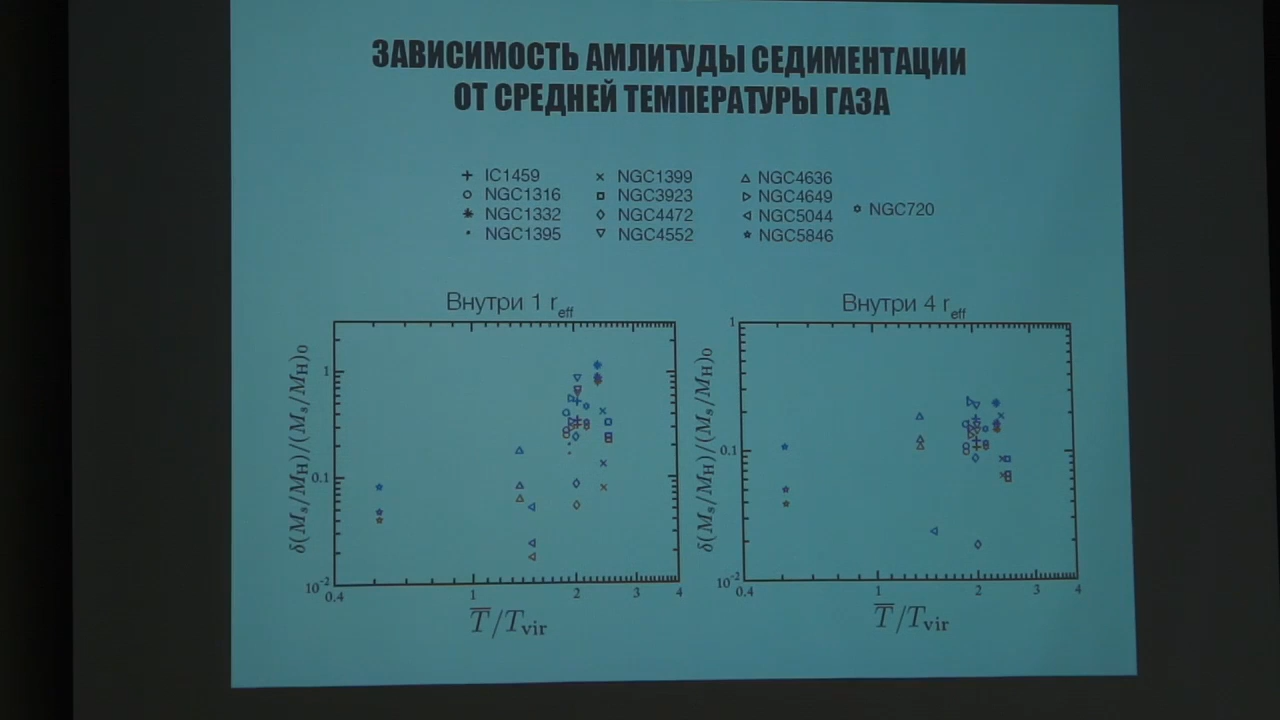 ЗАВИСИМОСТЬ АМЛИТУДЫ СЕДИМЕНТАЦИИ
ОТ СРЕДНЕЙ ТЕМПЕРАТУРЫ ГАЗА
IC1459
NGC1316
NGC1332
NGC1395
NGC1399
NGC3923
NGC4472
NGC4552
NGC4636
NGC4649
NGC5044
NGC5846
NGC720
Внутри 1 r_eff
δ(M_s/M_H)/(M_s/M_H)_0
1
0.1
10^-2
0.4 1 2 3 4
T̅/T_vir
Внутри 4 r_eff
δ(M_s/M_H)/(M_s/M_H)_0
1
0.1
10^-2
0.4 1 2 3 4
T̅/T_vir